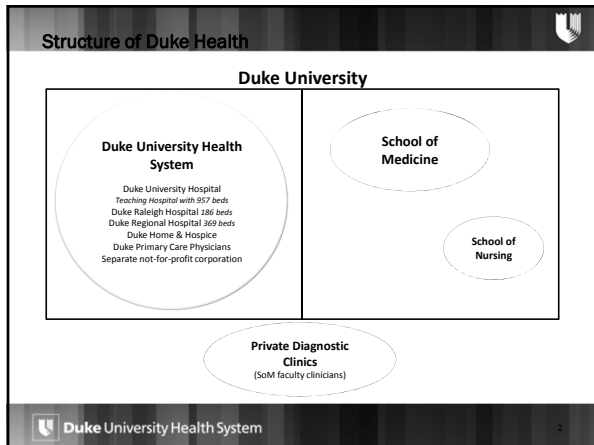 Structure of Duke Health
Duke University
Duke University Health
System
Duke University Hospital
Teaching Hospital with 957 beds
Duke Raleigh Hospital 186 beds
Duke Regional Hospital 369 beds
Duke Home & Hospice
Duke Primary Care Physicians
Separate not-for-profit corporation
School of
Medicine
School of
Nursing
Private Diagnostic
Clinics
(SoM faculty clinicians)
Duke University Health System
2